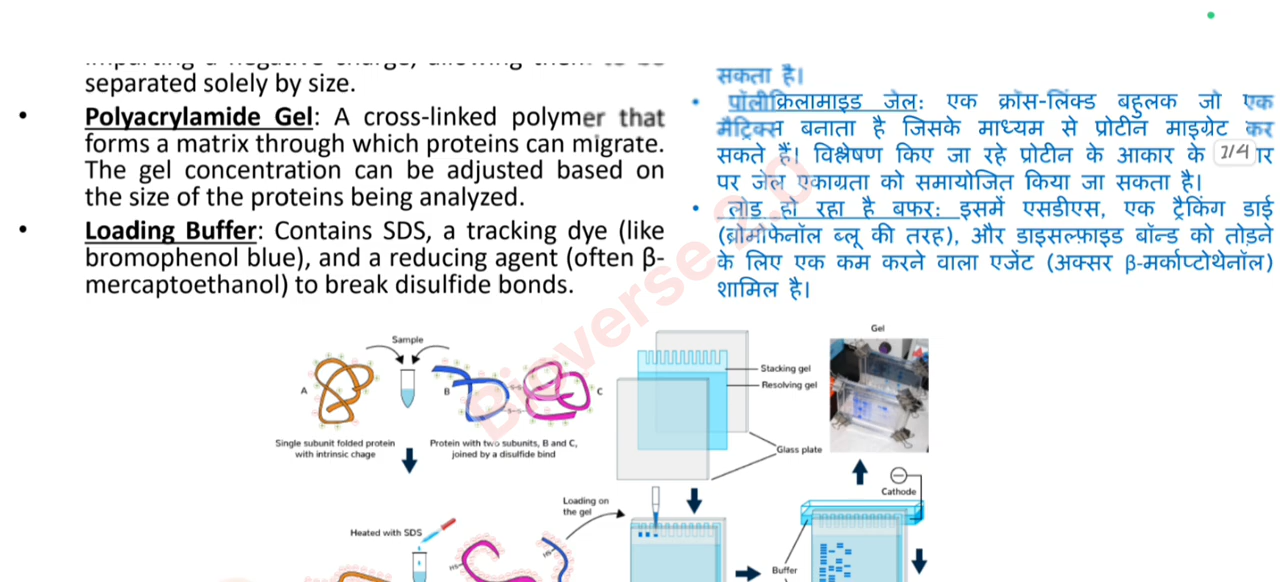 separated solely by size.
• Polyacrylamide Gel: A cross-linked polymer that
forms a matrix through which proteins can migrate.
The gel concentration can be adjusted based on
the size of the proteins being analyzed.
• Loading Buffer: Contains SDS, a tracking dye (like
bromophenol blue), and a reducing agent (often β-
mercaptoethanol) to break disulfide bonds.
सकता है।
• पॉलीक्रिलामाइड जेल: एक क्रॉस-लिंक्ड बहुलक जो एक
मैट्रिक्स बनाता है जिसके माध्यम से प्रोटीन माइग्रेट कर
सकते हैं। विश्लेषण किए जा रहे प्रोटीन के आकार के
पर जेल एकाग्रता को समायोजित किया जा सकता है।
• लोड हो रहा है बफर: इसमें एसडीएस, एक ट्रैकिंग डाई
(ब्रोमोफेनॉल ब्लू की तरह), और डाइसल्फ़ाइड बॉन्ड को तोड़ने
के लिए एक कम करने वाला एजेंट (अक्सर β-मर्काप्टोथेनॉल)
शामिल है।
2/4
Bioverse 2.0
Sample
A
B
C
S-S
Single subunit folded protein
with intrinsic chage
Protein with two subunits, B and C,
joined by a disulfide bind
Heated with SDS
HS
HS
Loading on
the gel
Stacking gel
Resolving gel
Glass plate
Gel
Cathode
Buffer